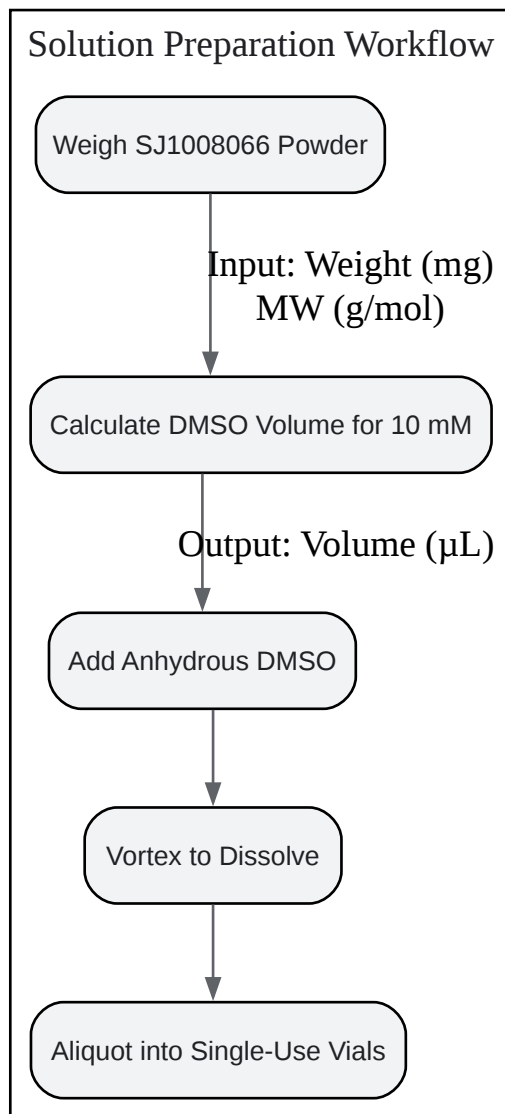 Solution Preparation Workflow
Weigh SJ1008066 Powder
Input: Weight (mg)
MW (g/mol)
Calculate DMSO Volume for 10 mM
Output: Volume (µL)
Add Anhydrous DMSO
Vortex to Dissolve
Aliquot into Single-Use Vials